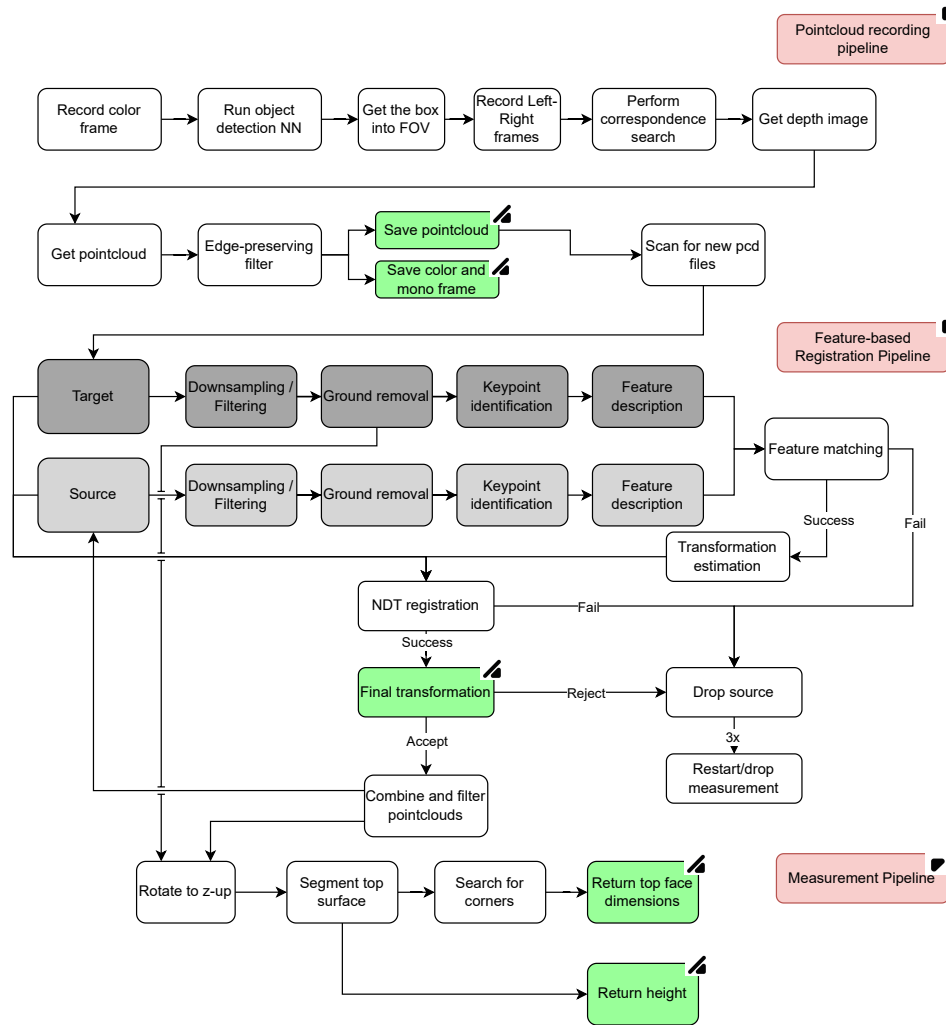 Pointcloud recording
pipeline
Record color
frame
Run object
detection NN
Get the box
into FOV
Record Left-
Right
frames
Perform
correspondence
search
Get depth image
Get pointcloud
Edge-preserving
filter
Save pointcloud
Save color and
mono frame
Scan for new pcd
files
Feature-based
Registration Pipeline
Target
Downsampling /
Filtering
Ground removal
Keypoint
identification
Feature
description
Feature matching
Source
Downsampling /
Filtering
Ground removal
Keypoint
identification
Feature
description
Success
Fail
Transformation
estimation
NDT registration
Fail
Success
Final transformation
Reject
Drop source
Accept
3x
Restart/drop
measurement
Combine and filter
pointclouds
Measurement Pipeline
Rotate to z-up
Segment top
surface
Search for
corners
Return top face
dimensions
Return height